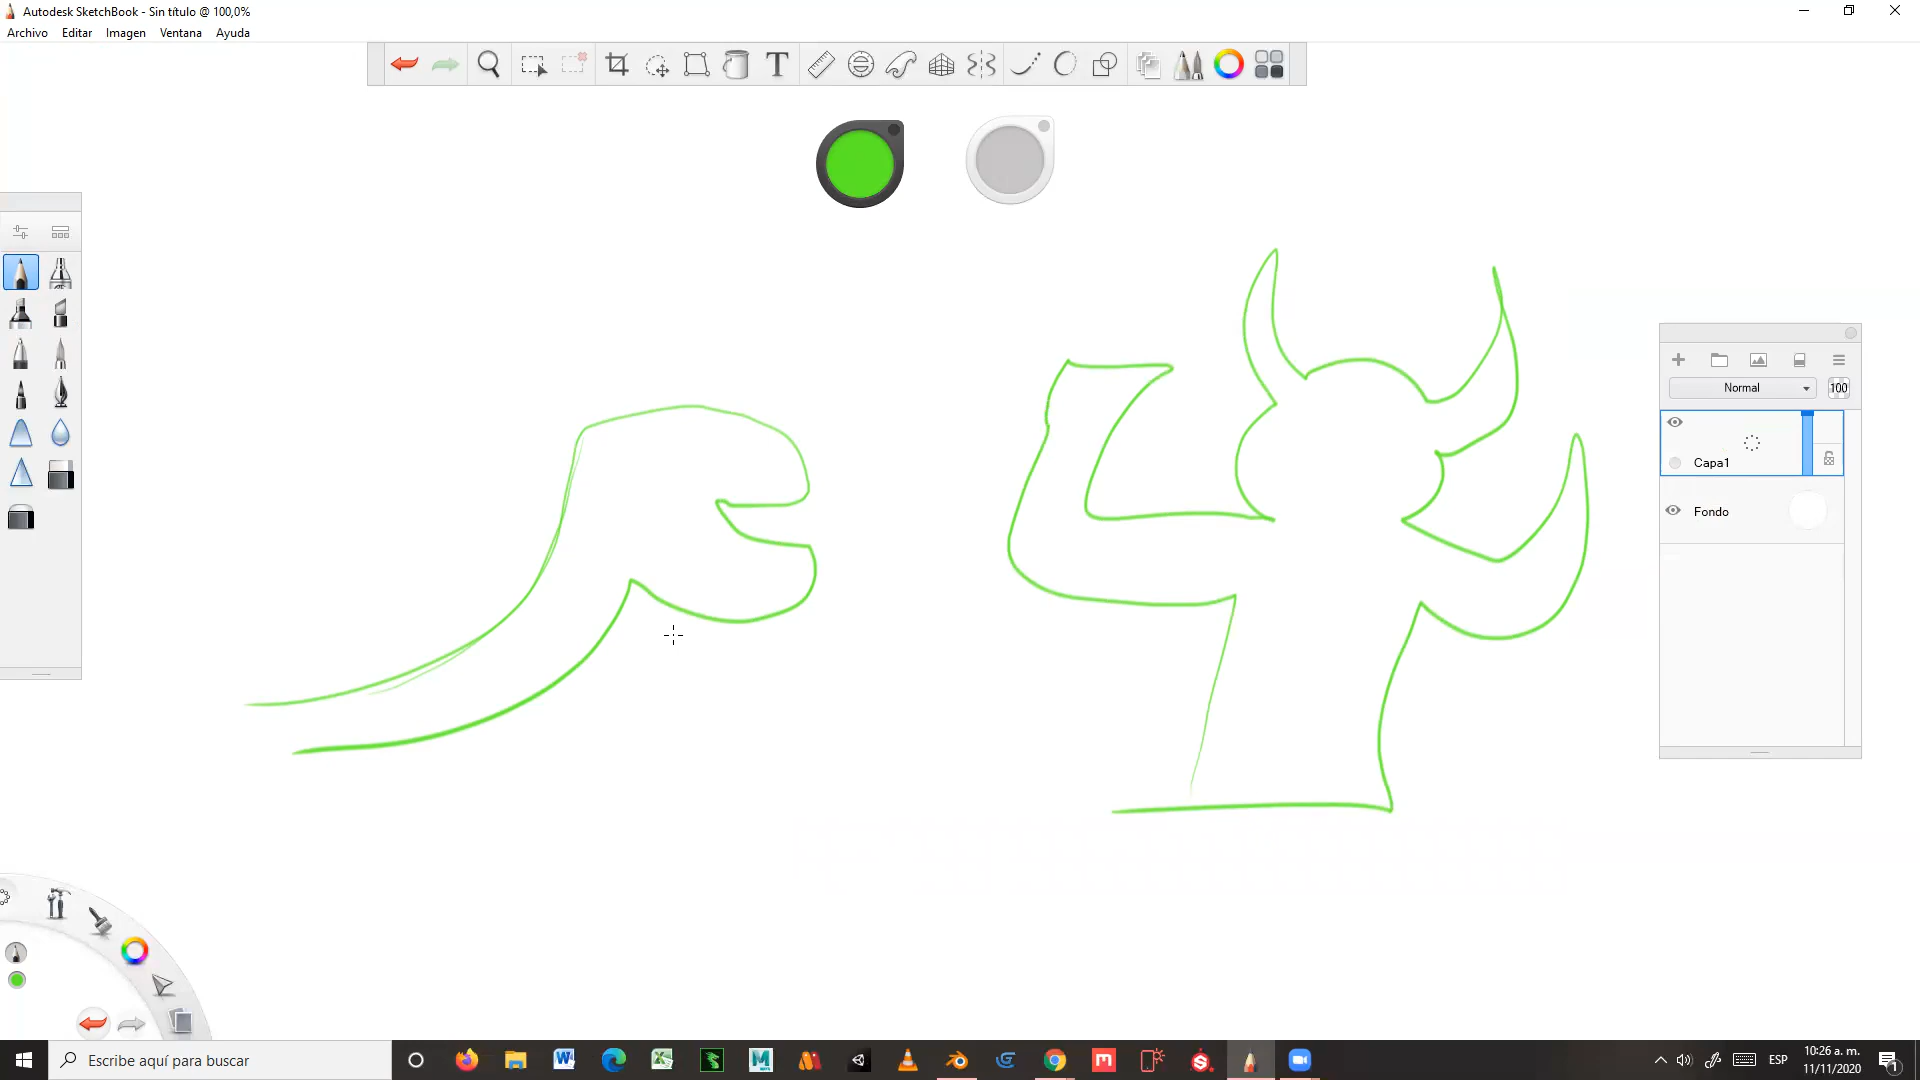 Autodesk SketchBook - Sin título @ 100,0%
Archivo Editar Imagen Ventana Ayuda
T
Normal 100
Capa1
Fondo
Escribe aquí para buscar
ESP
10:26 a. m.
11/11/2020
1